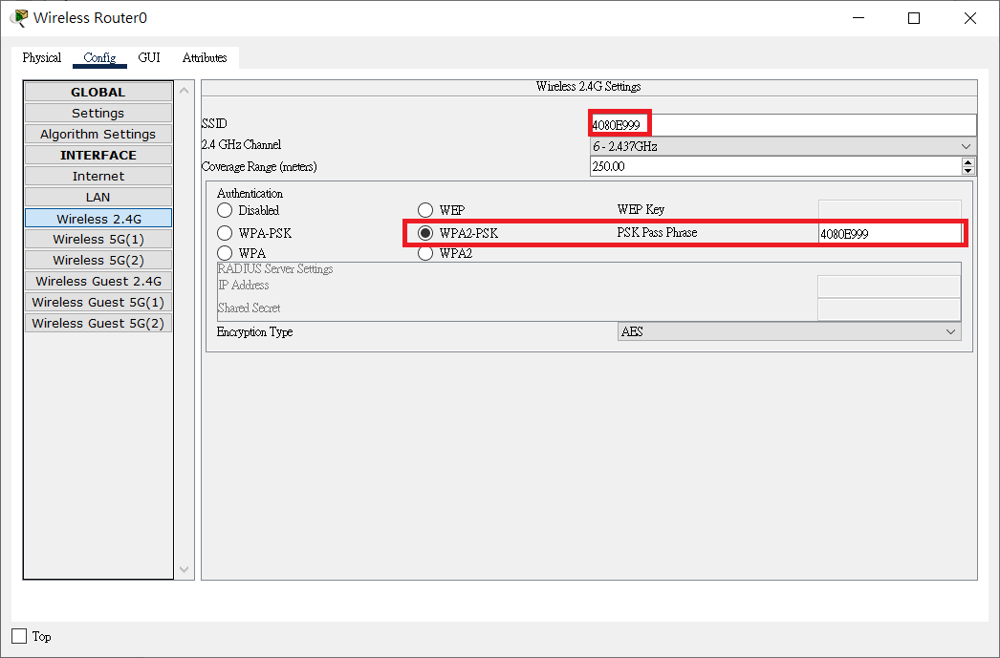 Wireless Router0
Physical Config GUI Attributes
GLOBAL
Settings
Algorithm Settings
INTERFACE
Internet
LAN
Wireless 2.4G
Wireless 5G(1)
Wireless 5G(2)
Wireless Guest 2.4G
Wireless Guest 5G(1)
Wireless Guest 5G(2)
Wireless 2.4G Settings
SSID 4080E999
2.4 GHz Channel 6 - 2.437GHz
Coverage Range (meters) 250.00
Authentication
Disabled WEP WEP Key
WPA-PSK WPA2-PSK PSK Pass Phrase 4080E999
WPA WPA2
RADIUS Server Settings
IP Address
Shared Secret
Encryption Type AES
Top